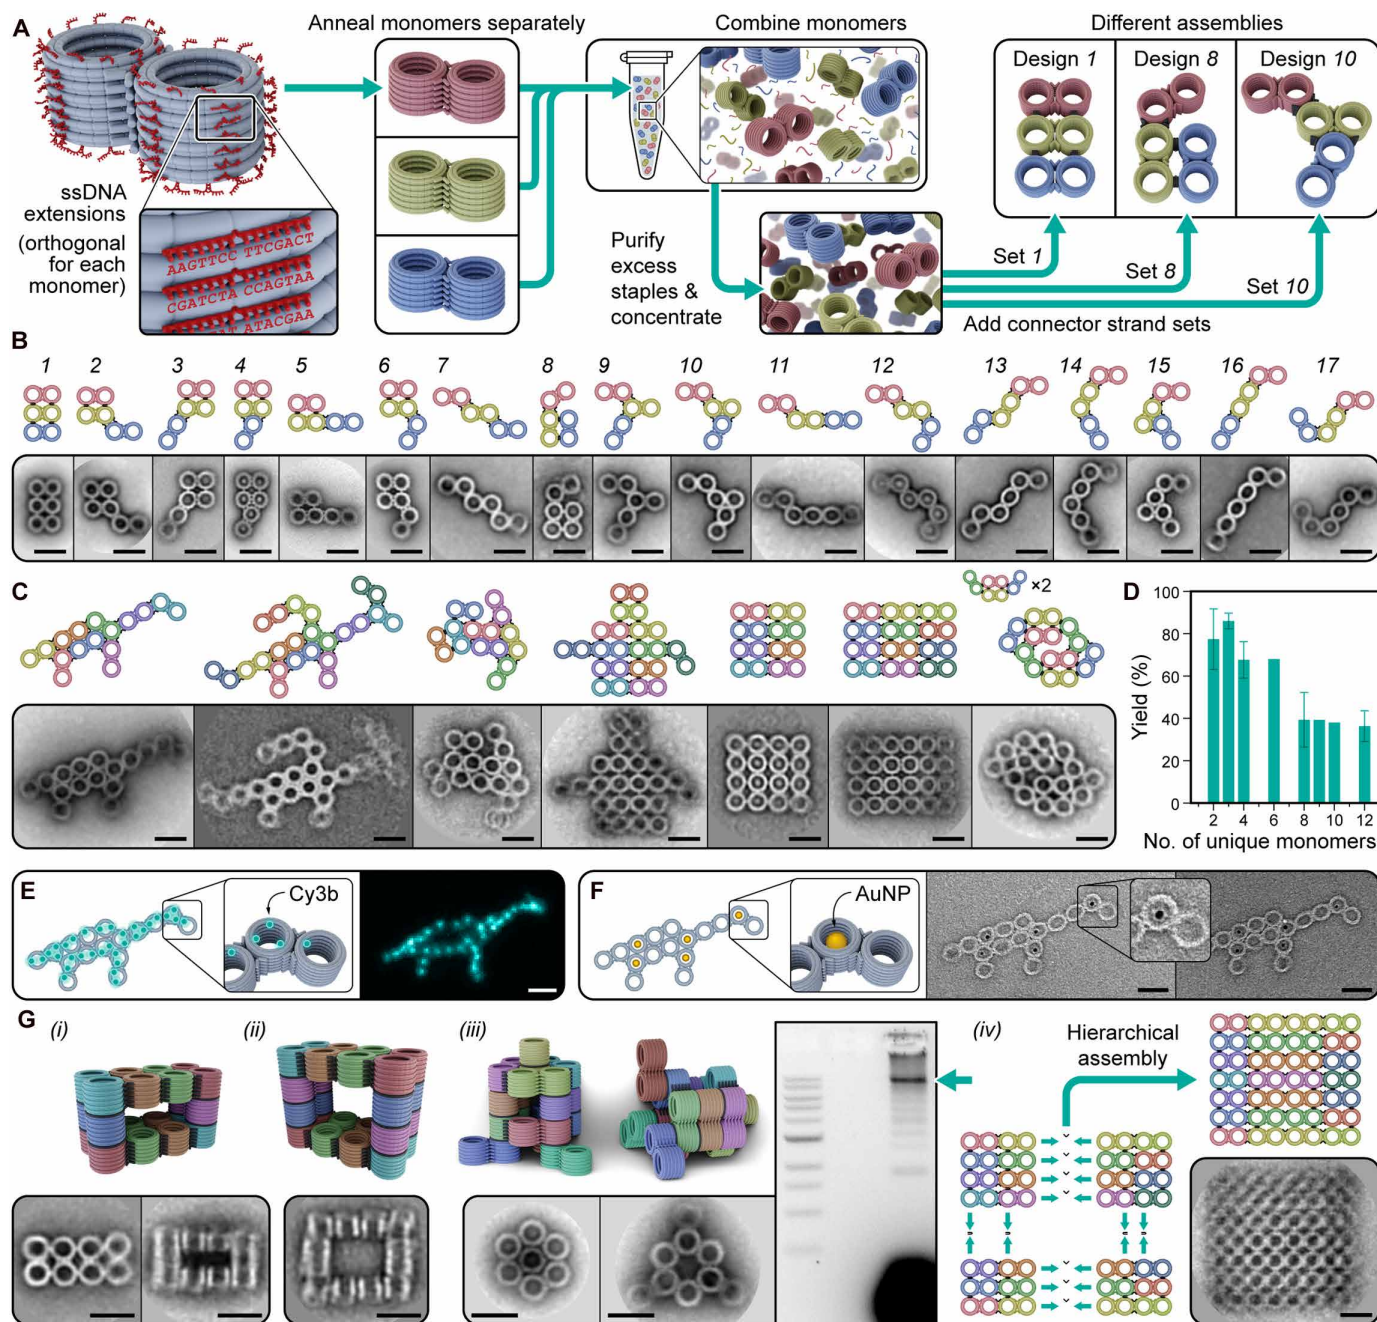 A
Anneal monomers separately
Combine monomers
Different assemblies
Design 1
Design 8
Design 10
ssDNA
extensions
(orthogonal
for each
monomer)
AAGTTCC TTCGACT
CGATCTA CCAGTAA
ATACGAA
Purify
excess
staples &
concentrate
Set 1
Set 8
Set 10
Add connector strand sets
B
1 2 3 4 5 6 7 8 9 10 11 12 13 14 15 16 17
C
×2
D
100
80
60
40
20
0
Yield (%)
2 4 6 8 10 12
No. of unique monomers
E
Cy3b
F
AuNP
G
(i)
(ii)
(iii)
(iv)
Hierarchical
assembly